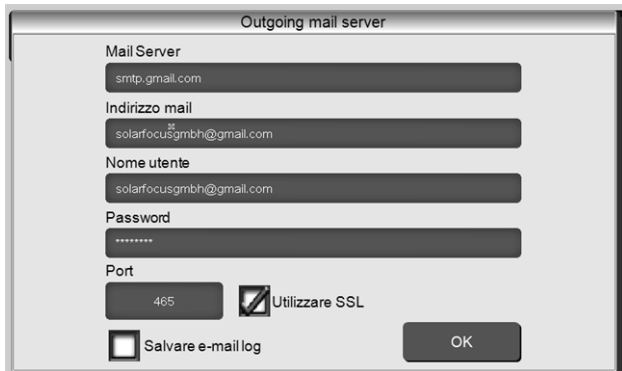 Outgoing mail server
Mail Server
smtp.gmail.com
Indirizzo mail
solarfocusgmbh@gmail.com
Nome utente
solarfocusgmbh@gmail.com
Password
********
Port
465 Utilizzare SSL
Salvare e-mail log OK